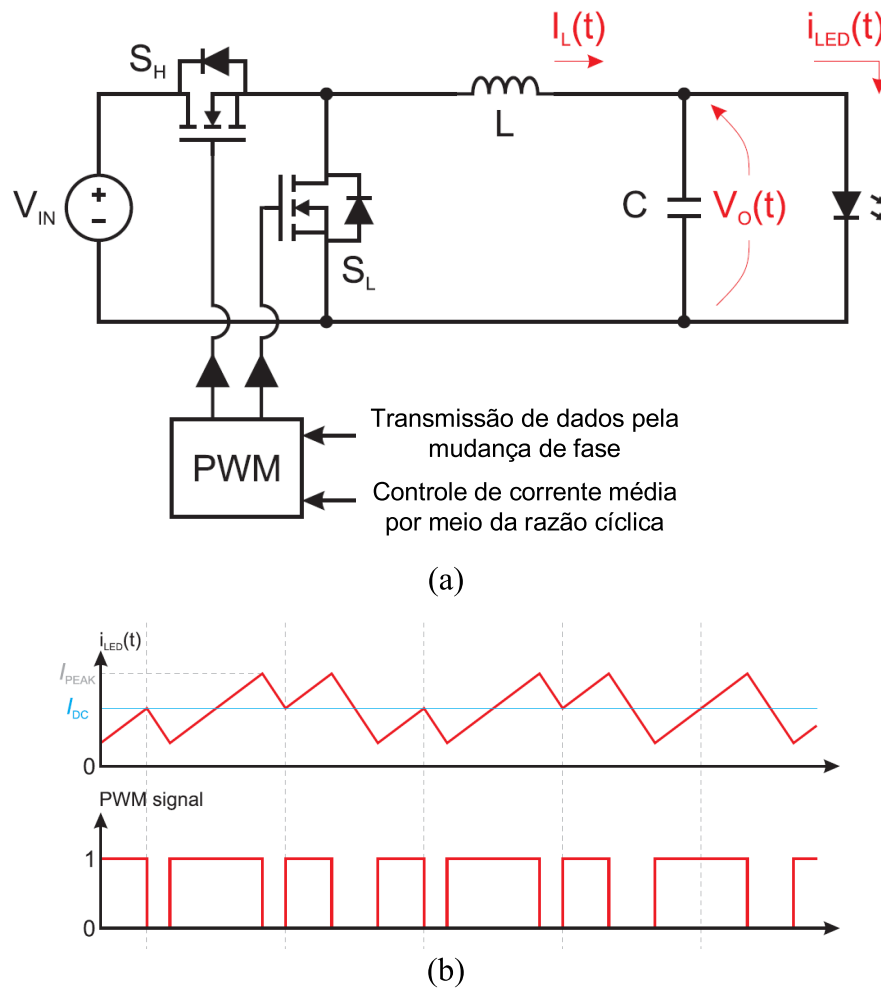 S_H
I_L(t)
i_LED(t)
L
V_IN
C
V_O(t)
S_L
PWM
Transmissão de dados pela
mudança de fase
Controle de corrente média
por meio da razão cíclica
(a)
i_LED(t)
I_PEAK
I_DC
0
PWM signal
1
0
(b)